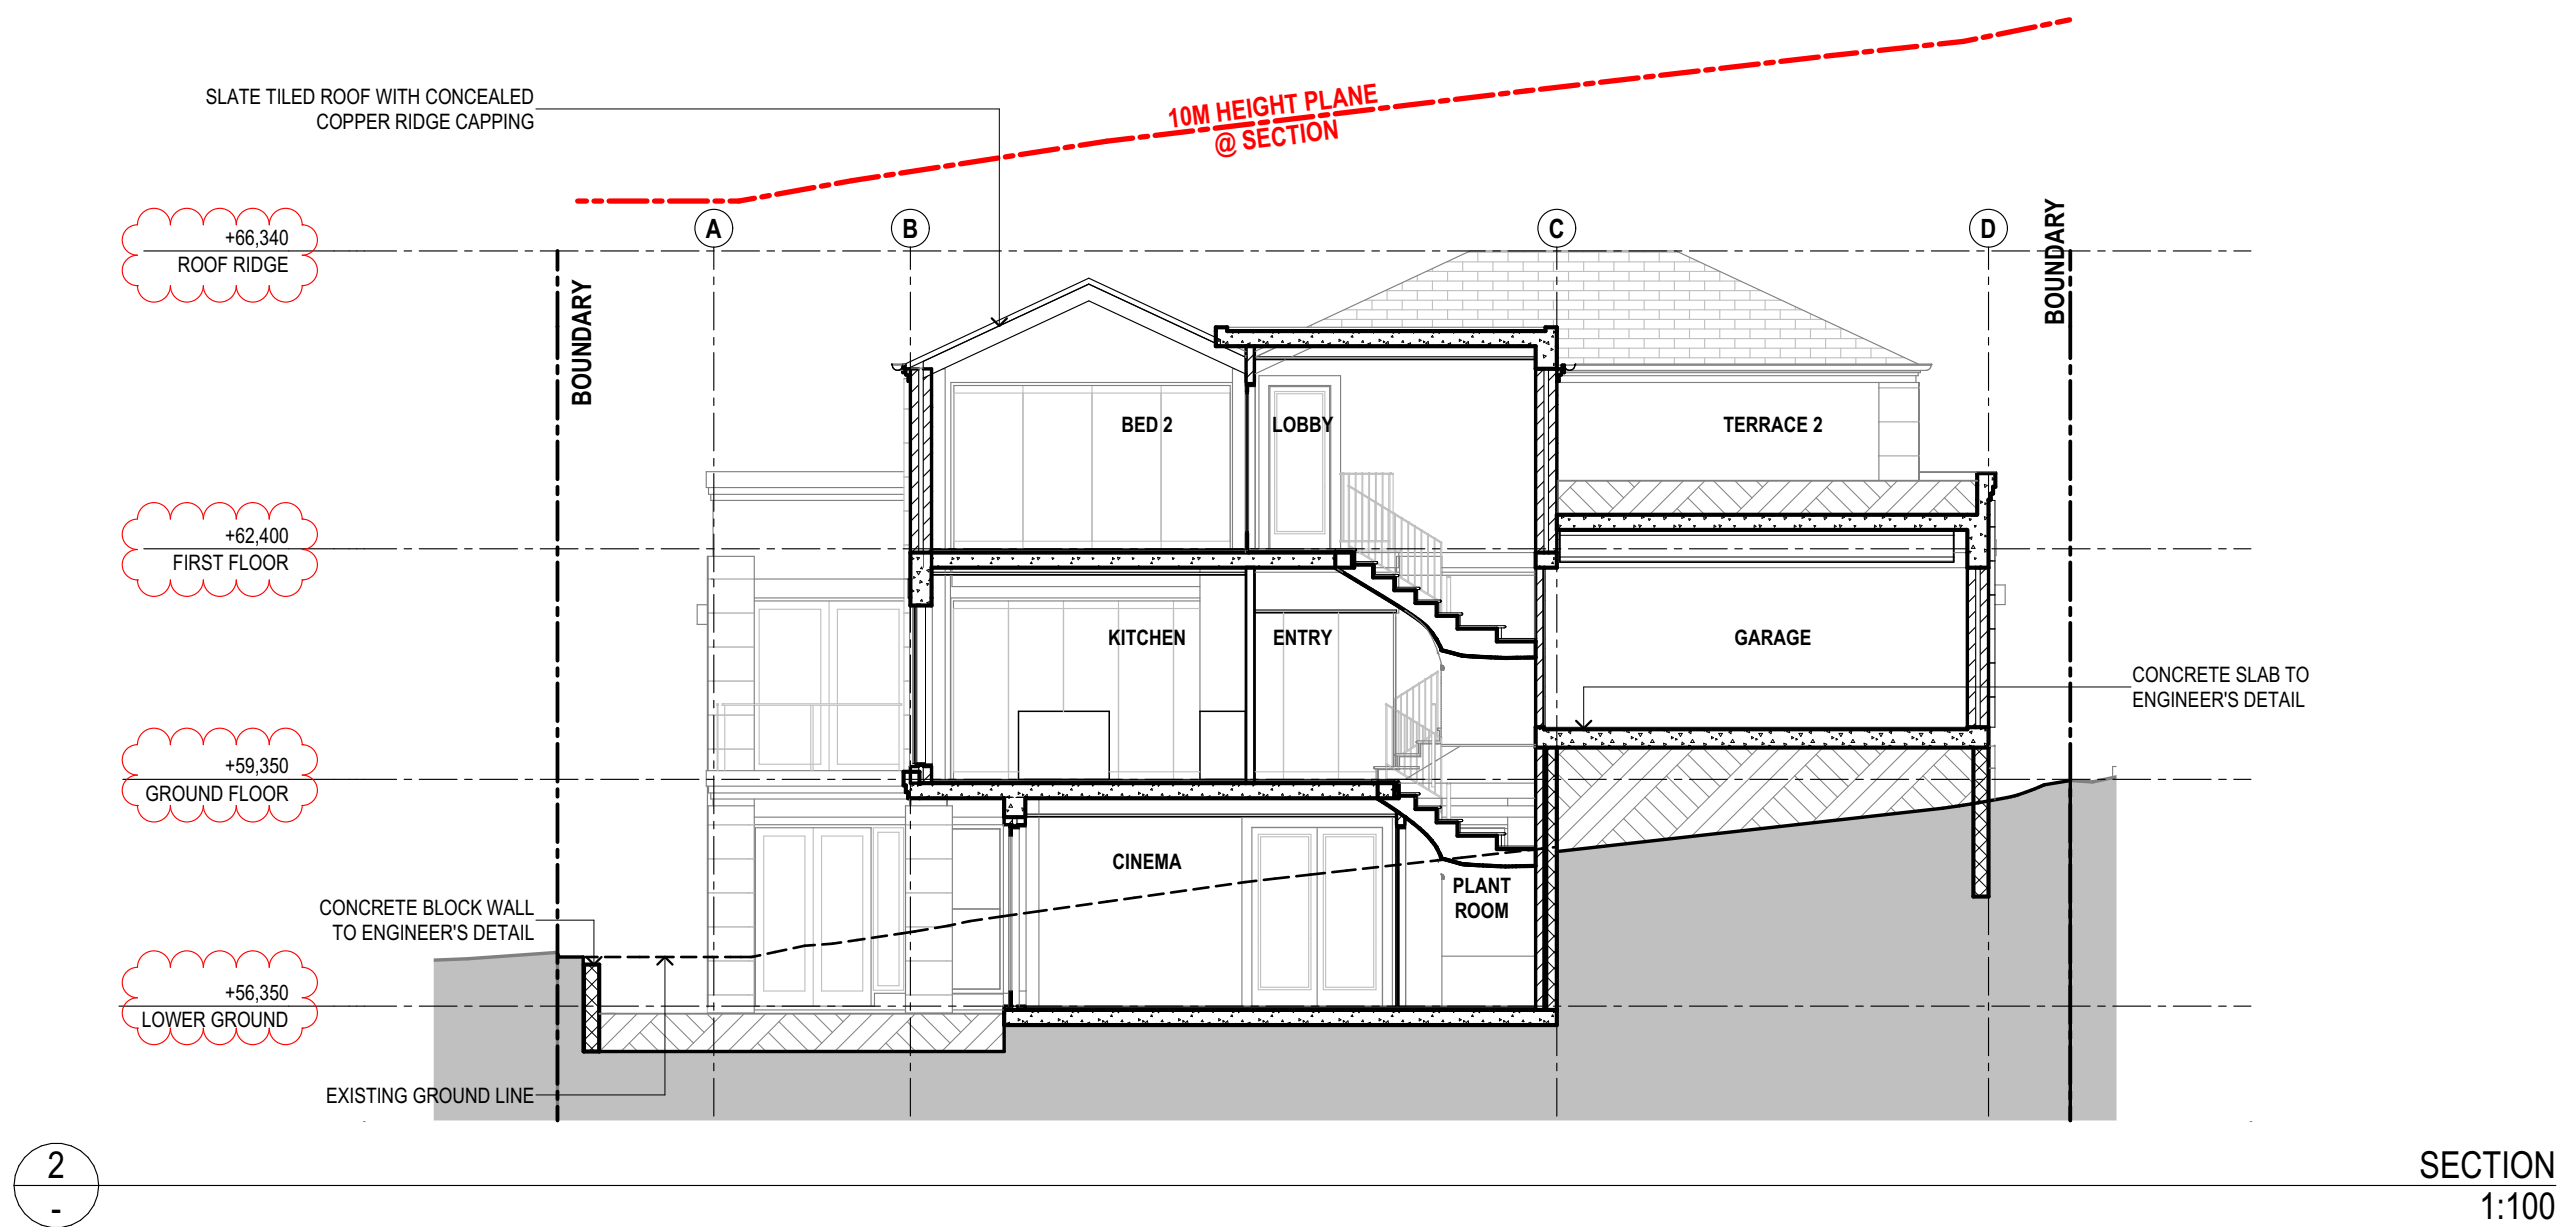 10M HEIGHT PLANE
@ SECTION
SLATE TILED ROOF WITH CONCEALED
COPPER RIDGE CAPPING
A
B
C
D
+66,340
ROOF RIDGE
BOUNDARY
BOUNDARY
BED 2
LOBBY
TERRACE 2
+62,400
FIRST FLOOR
KITCHEN
ENTRY
GARAGE
CONCRETE SLAB TO
ENGINEER'S DETAIL
+59,350
GROUND FLOOR
CINEMA
PLANT
ROOM
CONCRETE BLOCK WALL
TO ENGINEER'S DETAIL
+56,350
LOWER GROUND
EXISTING GROUND LINE
2
-
SECTION
1:100